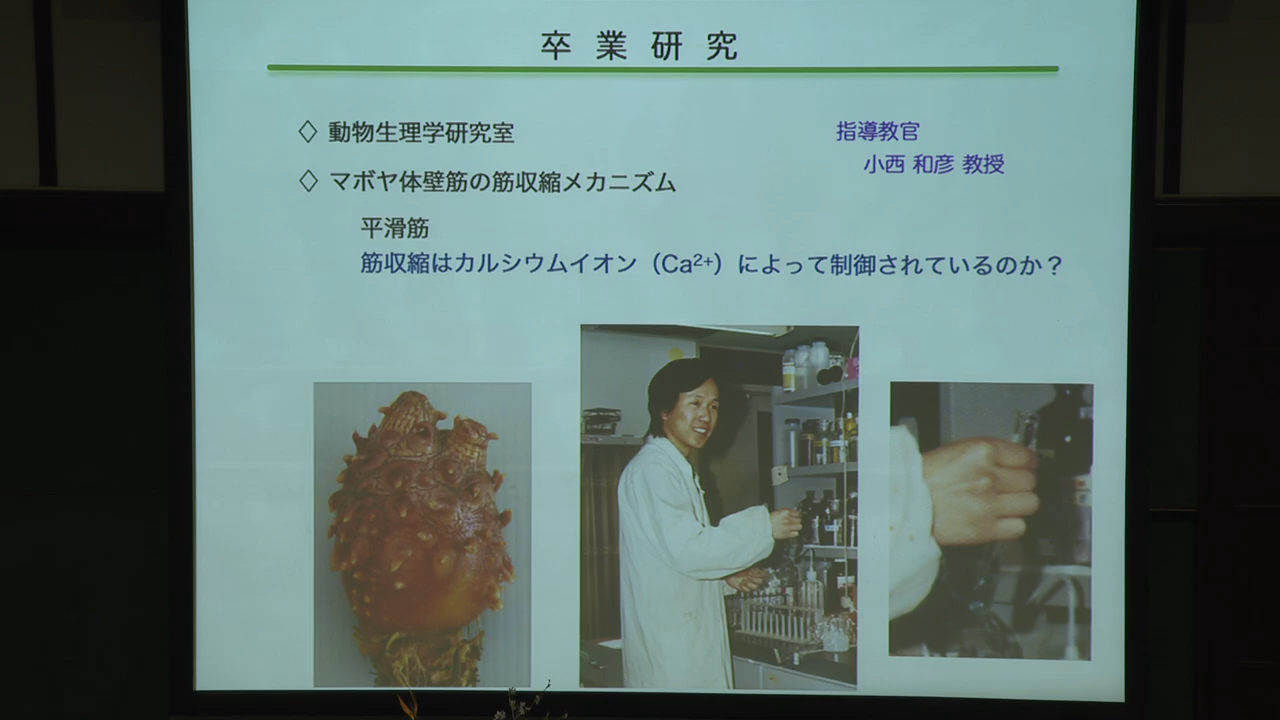 卒業研究
◇ 動物生理学研究室
指導教官
小西 和彦 教授
◇ マボヤ体壁筋の筋収縮メカニズム
平滑筋
筋収縮はカルシウムイオン（Ca²⁺）によって制御されているのか？